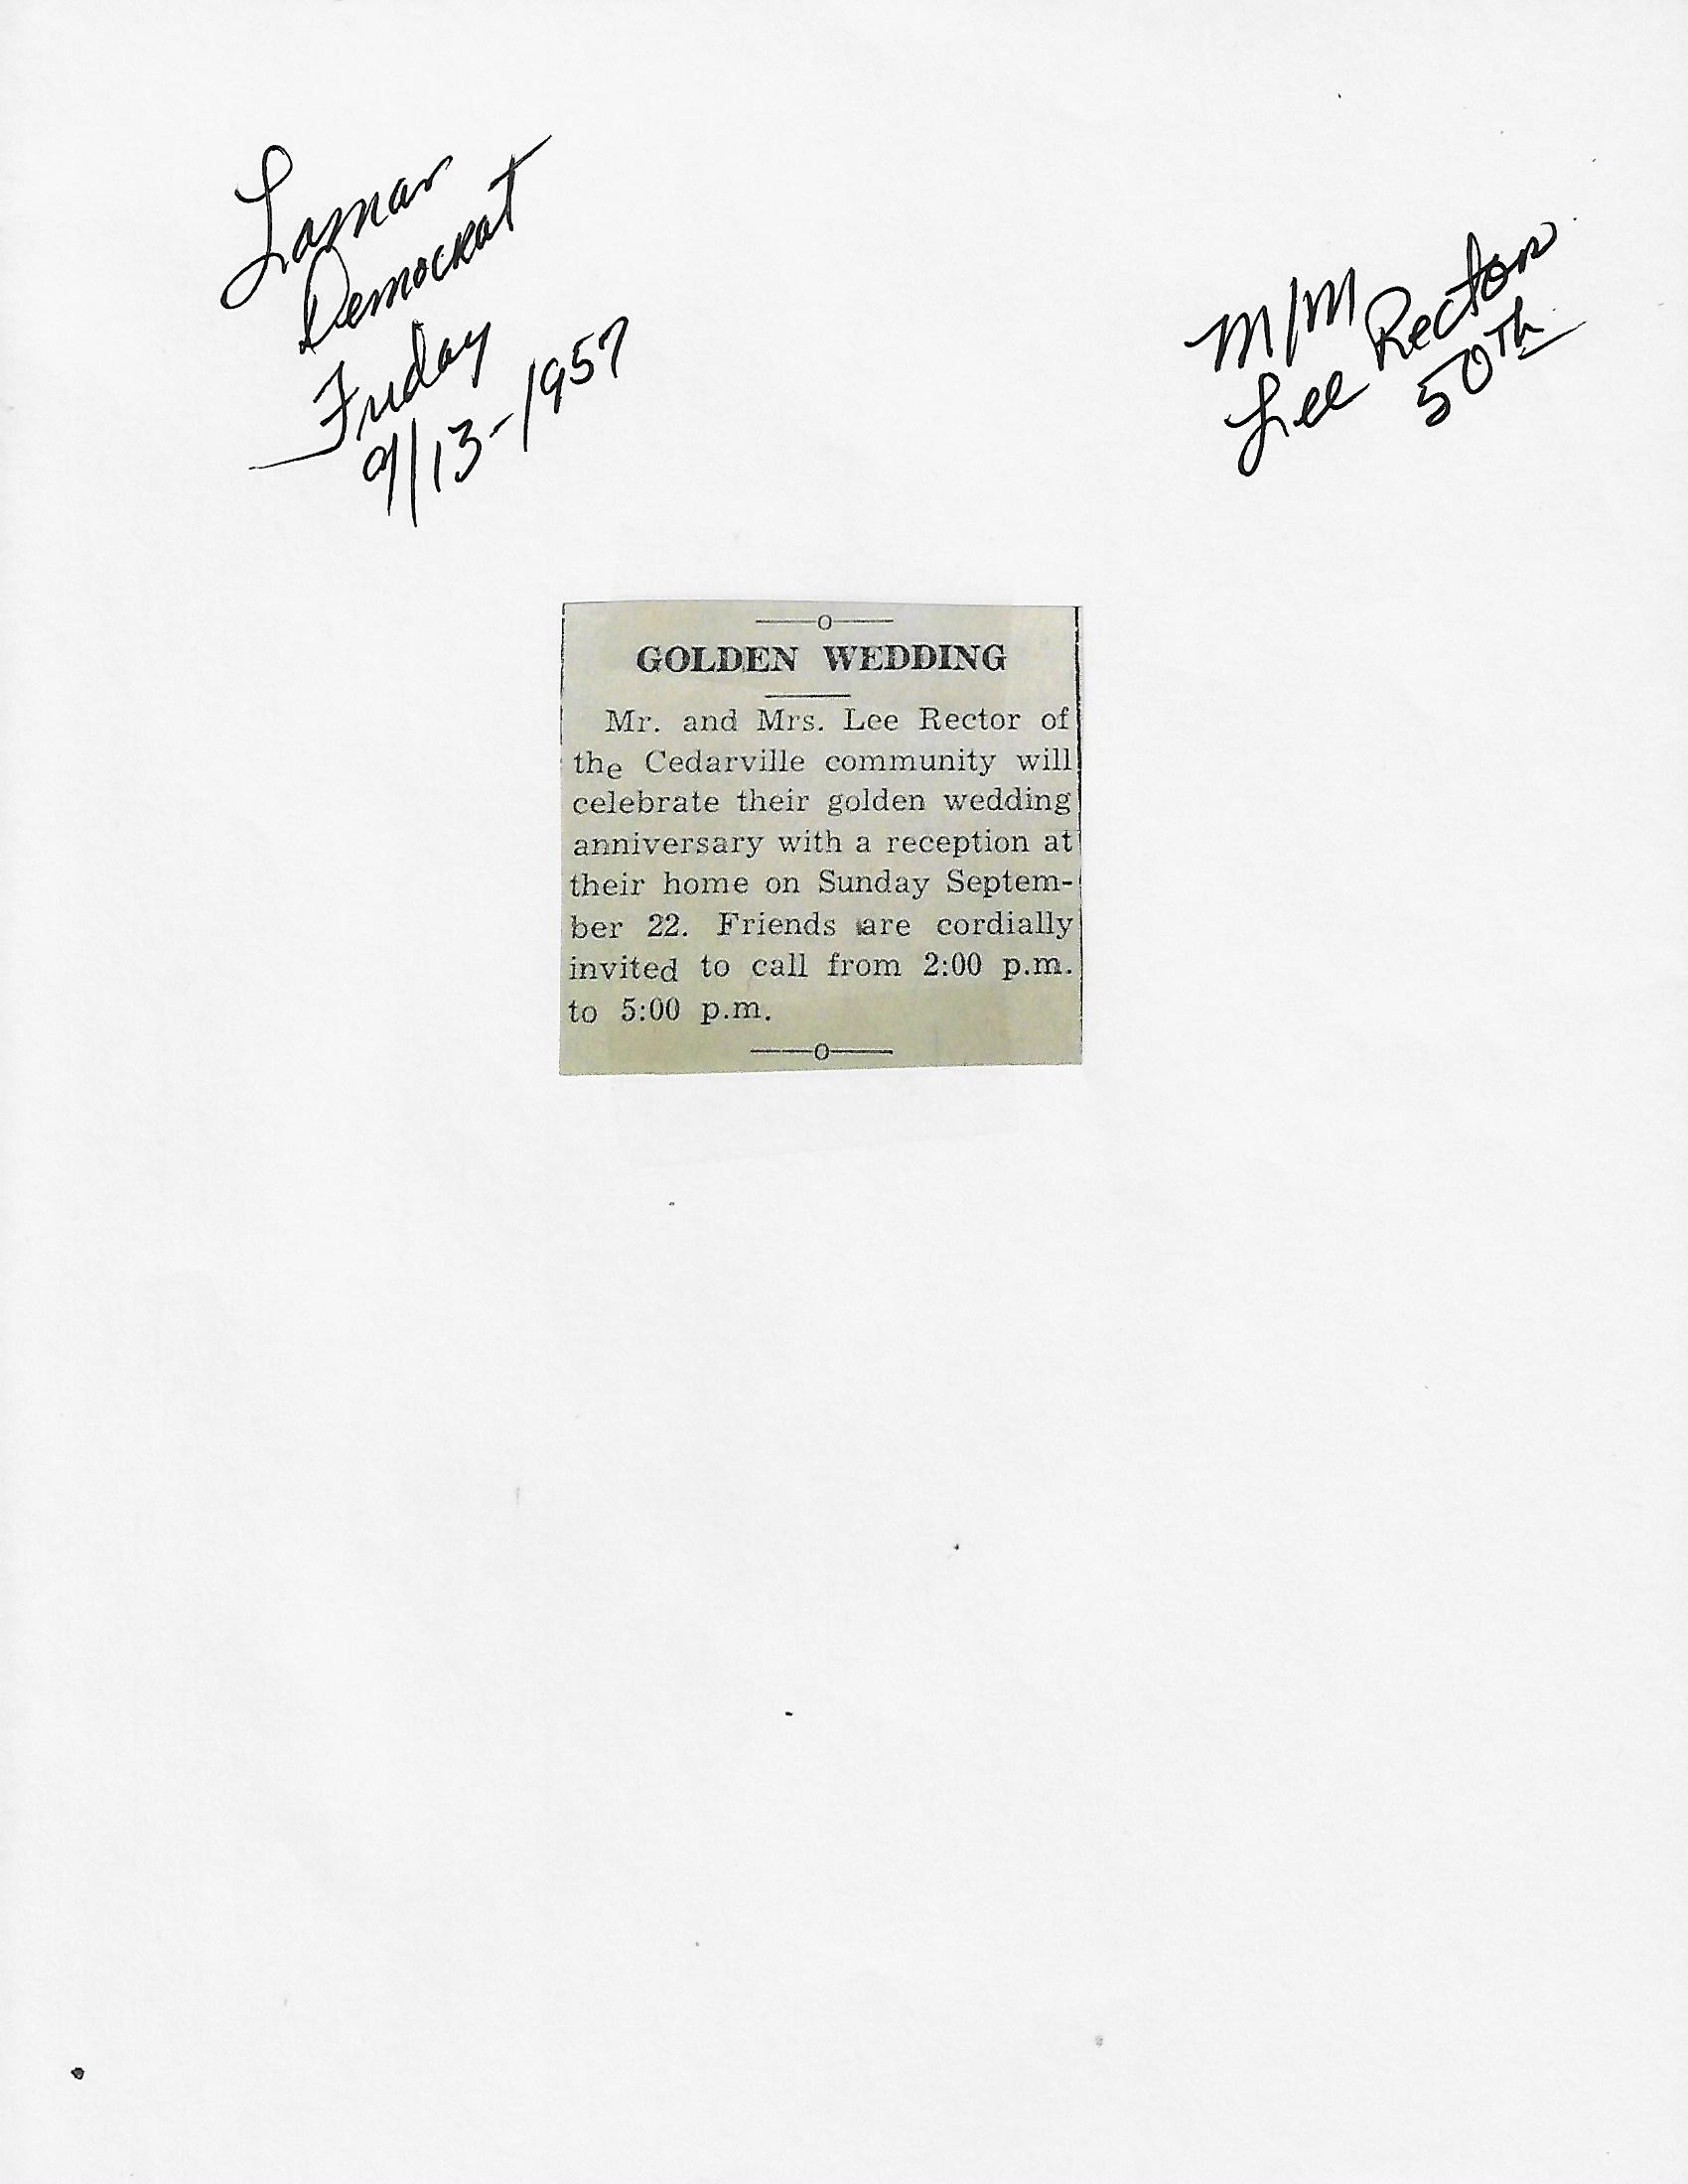 Lamar
Democrat
Friday
9/13-1957
M/M
Lee Rector
50Th
GOLDEN WEDDING
Mr. and Mrs. Lee Rector of
the Cedarville community will
celebrate their golden wedding
anniversary with a reception at
their home on Sunday Septem-
ber 22. Friends are cordially
invited to call from 2:00 p.m.
to 5:00 p.m.